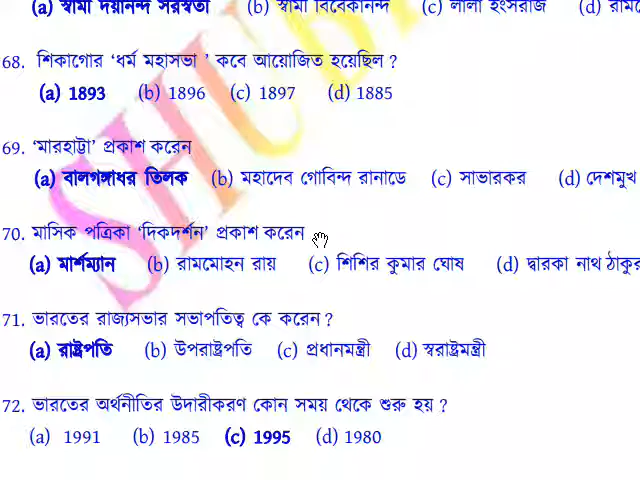 (a) স্বামী দয়ানন্দ সরস্বতী (b) স্বামী বিবেকানন্দ (c) লালা হংসরাজ (d)
68. শিকাগোর ‘ধর্ম মহাসভা ’ কবে আয়োজিত হয়েছিল ?
(a) 1893 (b) 1896 (c) 1897 (d) 1885
69. ‘মারহাট্টা’ প্রকাশ করেন
(a) বালগঙ্গাধর তিলক (b) মহাদেব গোবিন্দ রানাডে (c) সাভারকর (d) দেশমুখ
70. মাসিক পত্রিকা ‘দিকদর্শন’ প্রকাশ করেন
(a) মার্শম্যান (b) রামমোহন রায় (c) শিশির কুমার ঘোষ (d) দ্বারকা নাথ ঠাকুর
71. ভারতের রাজ্যসভার সভাপতিত্ব কে করেন ?
(a) রাষ্ট্রপতি (b) উপরাষ্ট্রপতি (c) প্রধানমন্ত্রী (d) স্বরাষ্ট্রমন্ত্রী
72. ভারতের অর্থনীতির উদারীকরণ কোন সময় থেকে শুরু হয় ?
(a) 1991 (b) 1985 (c) 1995 (d) 1980